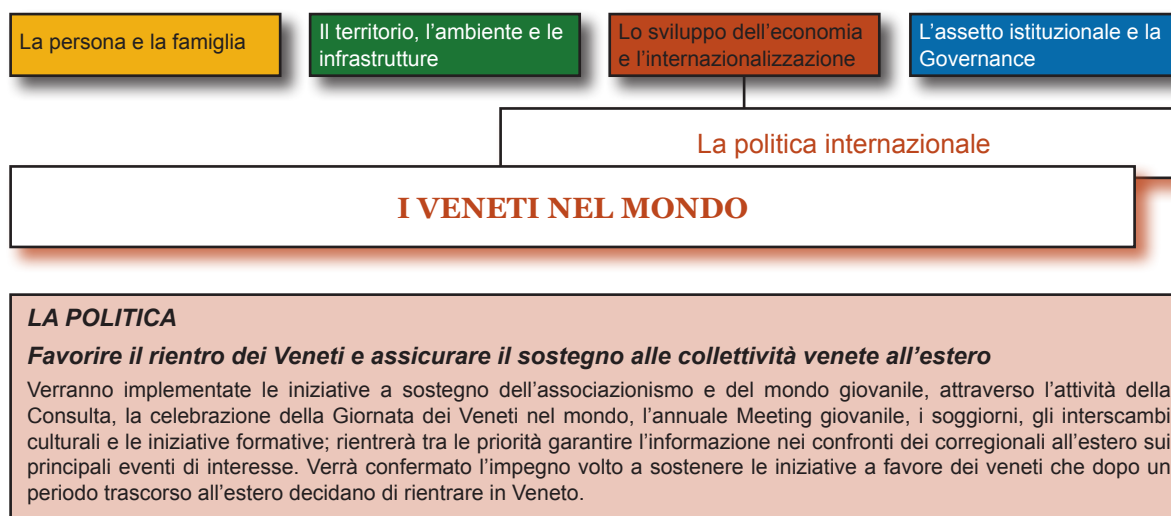 La persona e la famiglia
Il territorio, l'ambiente e le
infrastrutture
Lo sviluppo dell'economia
e l'internazionalizzazione
L'assetto istituzionale e la
Governance
La politica internazionale
I VENETI NEL MONDO
LA POLITICA
Favorire il rientro dei Veneti e assicurare il sostegno alle collettività venete all'estero
Verranno implementate le iniziative a sostegno dell'associazionismo e del mondo giovanile, attraverso l'attività della
Consulta, la celebrazione della Giornata dei Veneti nel mondo, l'annuale Meeting giovanile, i soggiorni, gli interscambi
culturali e le iniziative formative; rientrerà tra le priorità garantire l'informazione nei confronti dei corregionali all'estero sui
principali eventi di interesse. Verrà confermato l'impegno volto a sostenere le iniziative a favore dei veneti che dopo un
periodo trascorso all'estero decidano di rientrare in Veneto.